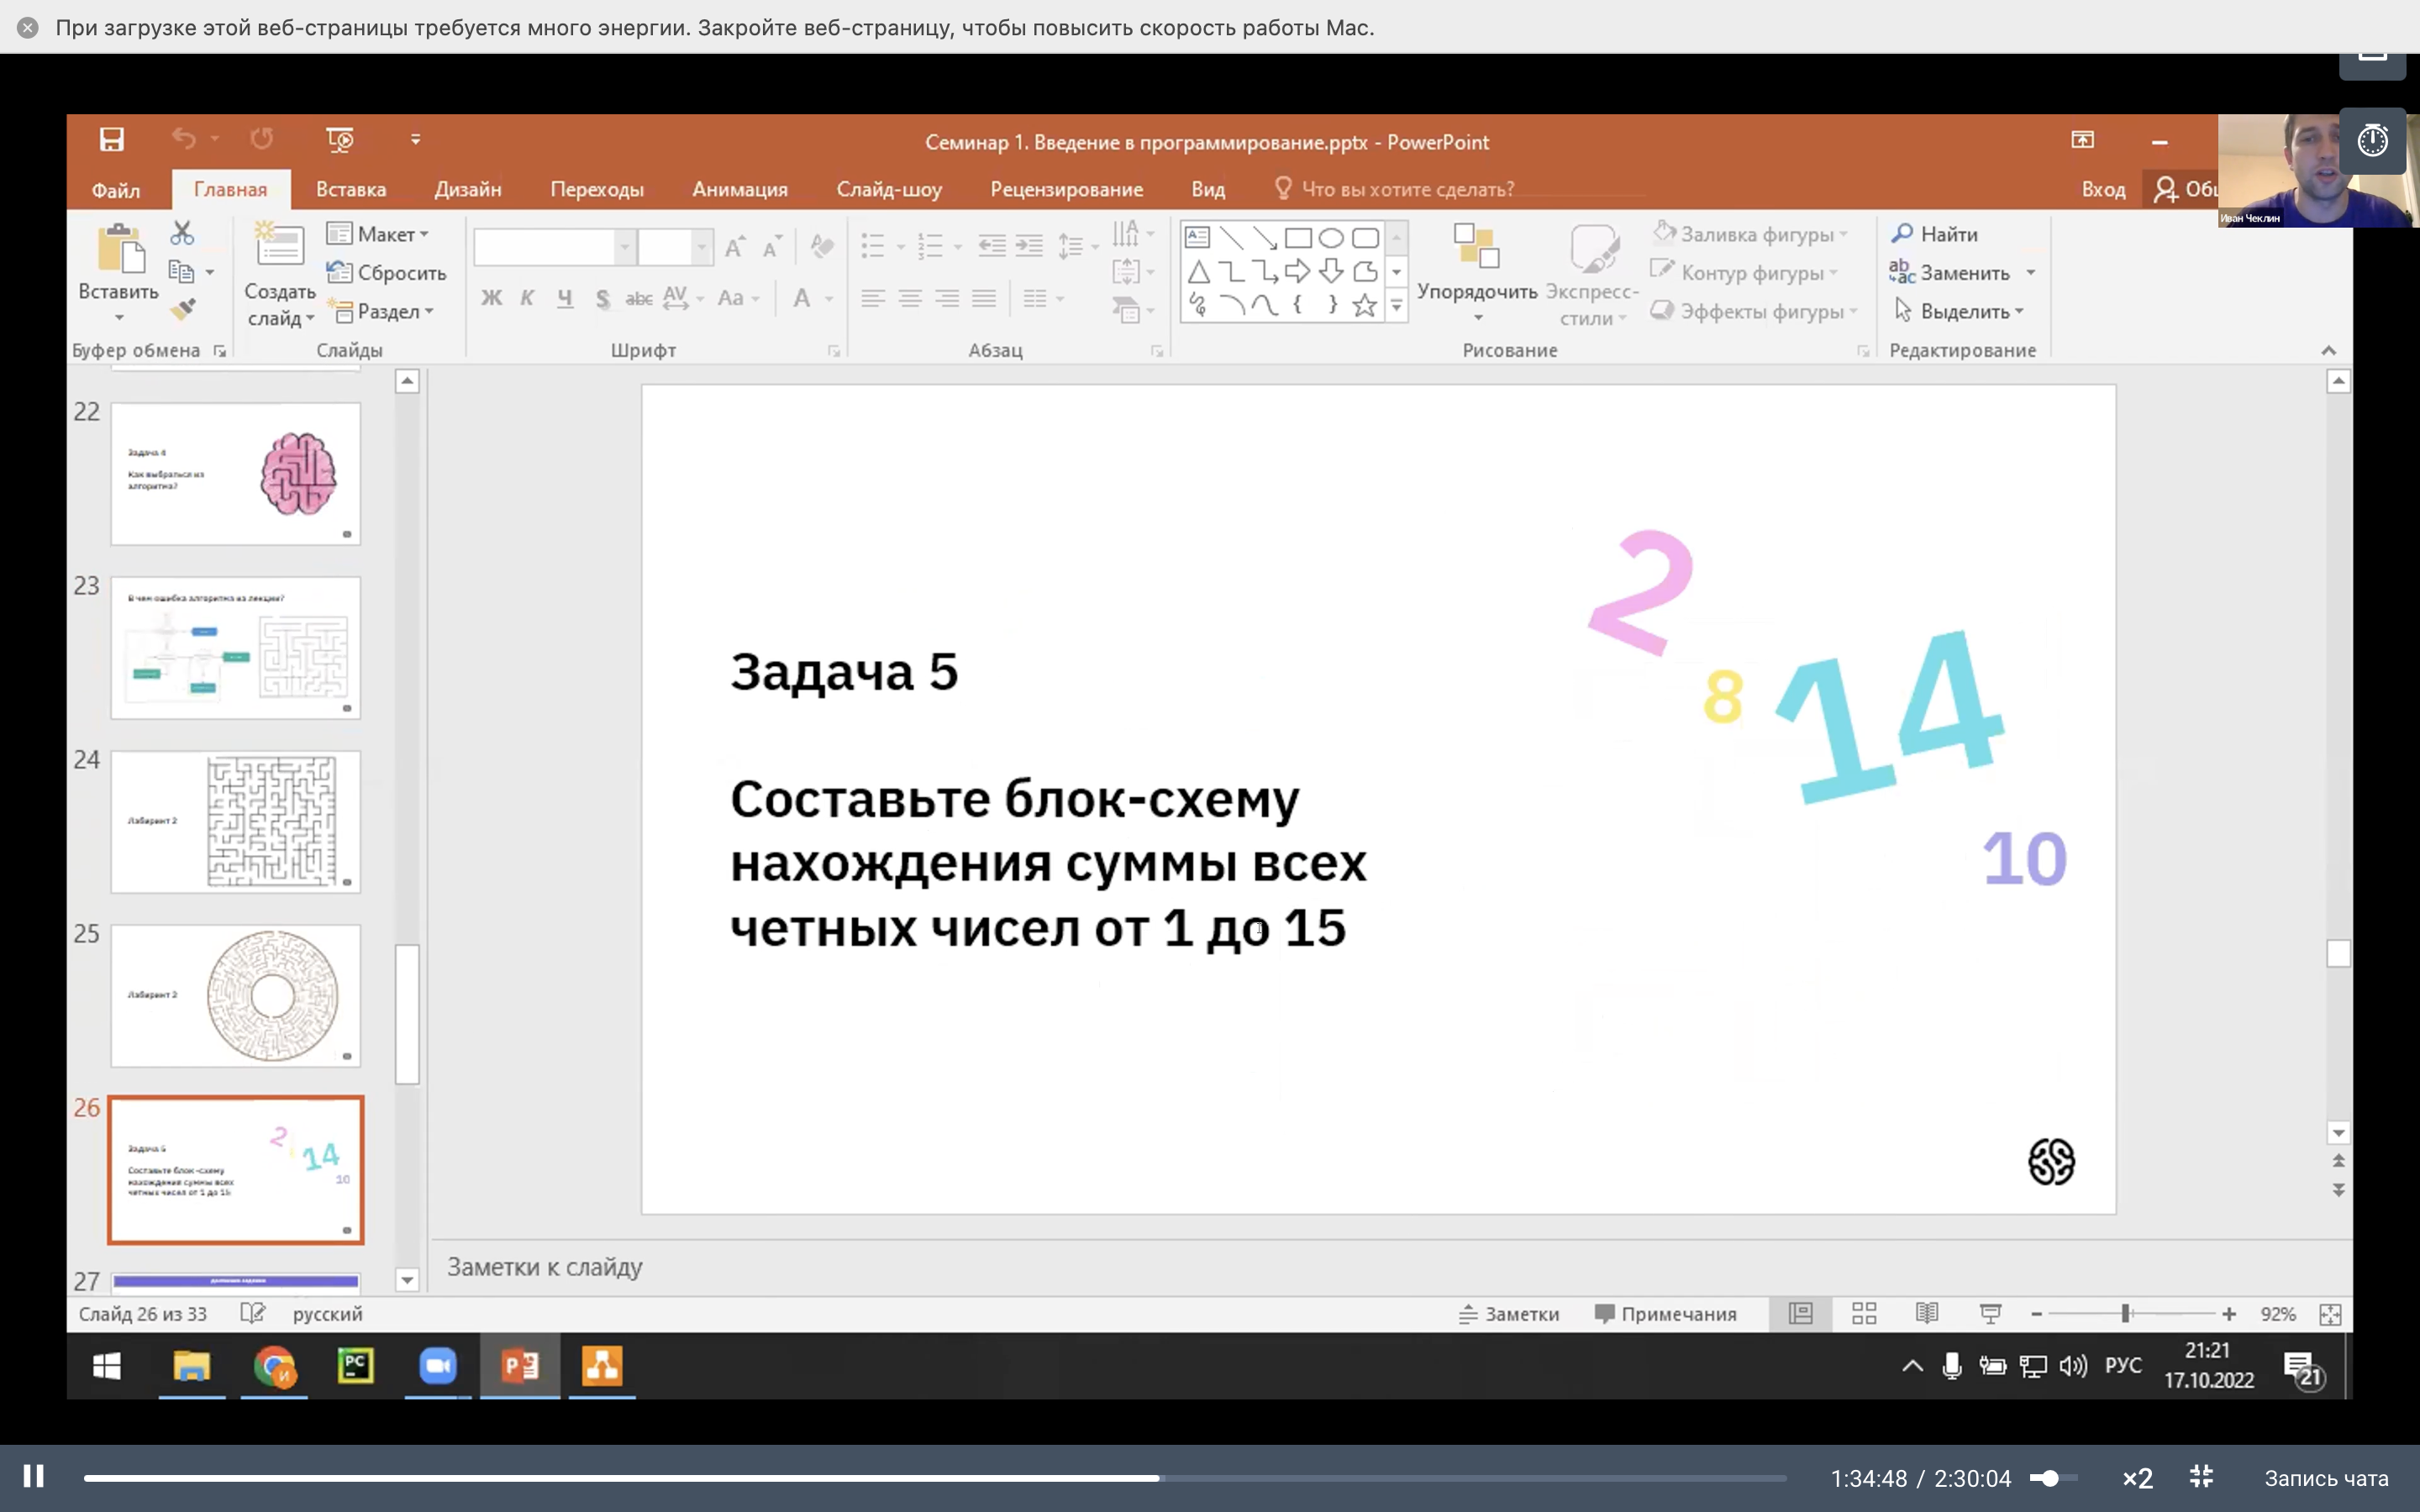 При загрузке этой веб-страницы требуется много энергии. Закройте веб-страницу, чтобы повысить скорость работы Mac.
Семинар 1. Введение в программирование.pptx - PowerPoint
Файл Главная Вставка Дизайн Переходы Анимация Слайд-шоу Рецензирование Вид Что вы хотите сделать? Вход
Иван Чеклин
Вставить
Буфер обмена
Создать слайд
Макет
Сбросить
Раздел
Слайды
Ж К Ч S abc AV Aa A
Шрифт
Абзац
Упорядочить
Экспресс-
стили
Заливка фигуры
Контур фигуры
Эффекты фигуры
Рисование
Найти
Заменить
Выделить
Редактирование
22
Задача 4
Как выбраться из
алгоритма?
23
В чем ошибка алгоритма из лекции?
24
Лабиринт 2
25
Лабиринт 2
26
Задача 5
Составьте блок-схему
нахождения суммы всех
четных чисел от 1 до 15
2
14
10
27
2
8
14
10
Задача 5
Составьте блок-схему
нахождения суммы всех
четных чисел от 1 до 15
Заметки к слайду
Слайд 26 из 33 русский Заметки Примечания 92%
РУС
21:21
17.10.2022
21
1:34:48 / 2:30:04 ×2 Запись чата